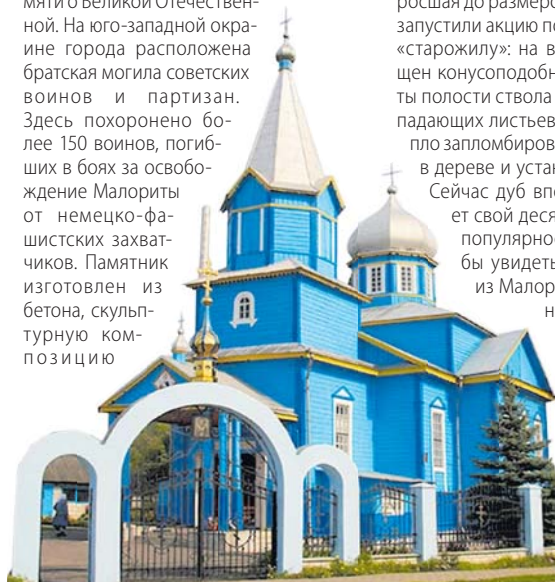 мяти о Великой Отечествен-
ной. На юго-западной окра-
ине города расположена
братская могила советских
воинов и партизан.
Здесь похоронено бо-
лее 150 воинов, погиб-
ших в боях за освобо-
ждение Малориты
от немецко-фа-
шистских захват-
чиков. Памятник
изготовлен из
бетона, скульп-
турную ком-
позицию
росшая до размеро
запустили акцию по
«старожилу»: на в
щен конусоподобн
ты полости ствола
падающих листьев
пло запломбиров
в дереве и устан
Сейчас дуб впе
ет свой деся
популярнос
бы увидеть
из Малор
н